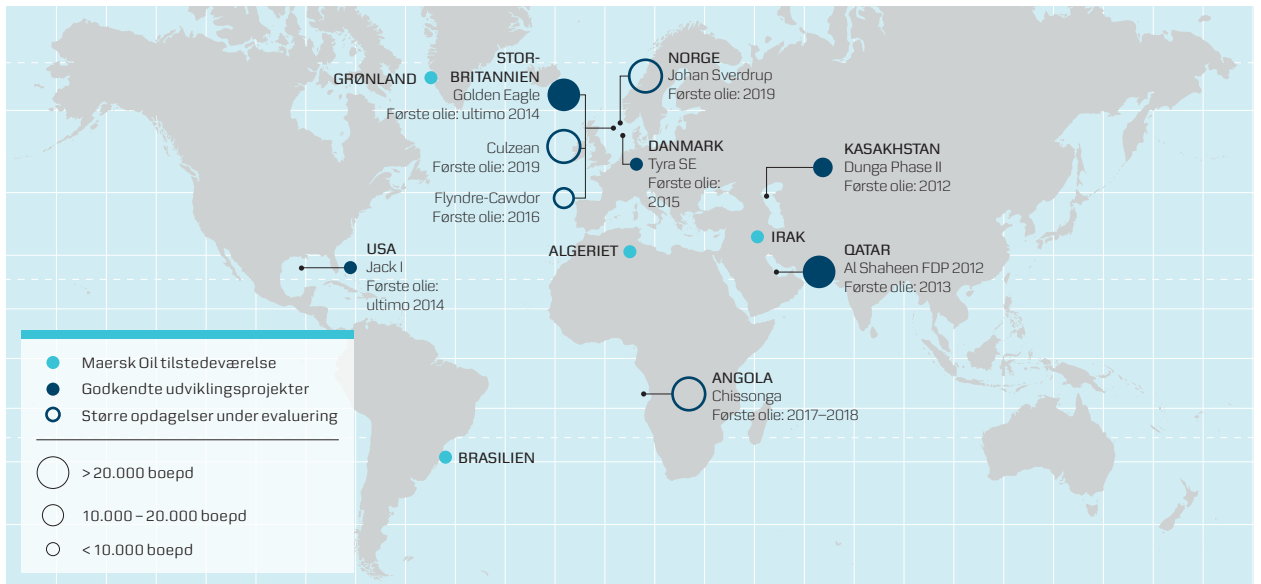 GRØNLAND
STOR-
BRITANNIEN
Golden Eagle
Første olie: ultimo 2014
Culzean
Første olie: 2019
Flyndre-Cawdor
Første olie: 2016
NORGE
Johan Sverdrup
Første olie: 2019
DANMARK
Tyra SE
Første olie:
2015
KASAKHSTAN
Dunga Phase II
Første olie: 2012
ALGERIET
IRAK
QATAR
Al Shaheen FDP 2012
Første olie: 2013
USA
Jack I
Første olie:
ultimo 2014
ANGOLA
Chissonga
Første olie: 2017–2018
BRASILIEN
Maersk Oil tilstedeværelse
Godkendte udviklingsprojekter
Större opdagelser under evaluering
> 20.000 boepd
10.000 – 20.000 boepd
< 10.000 boepd